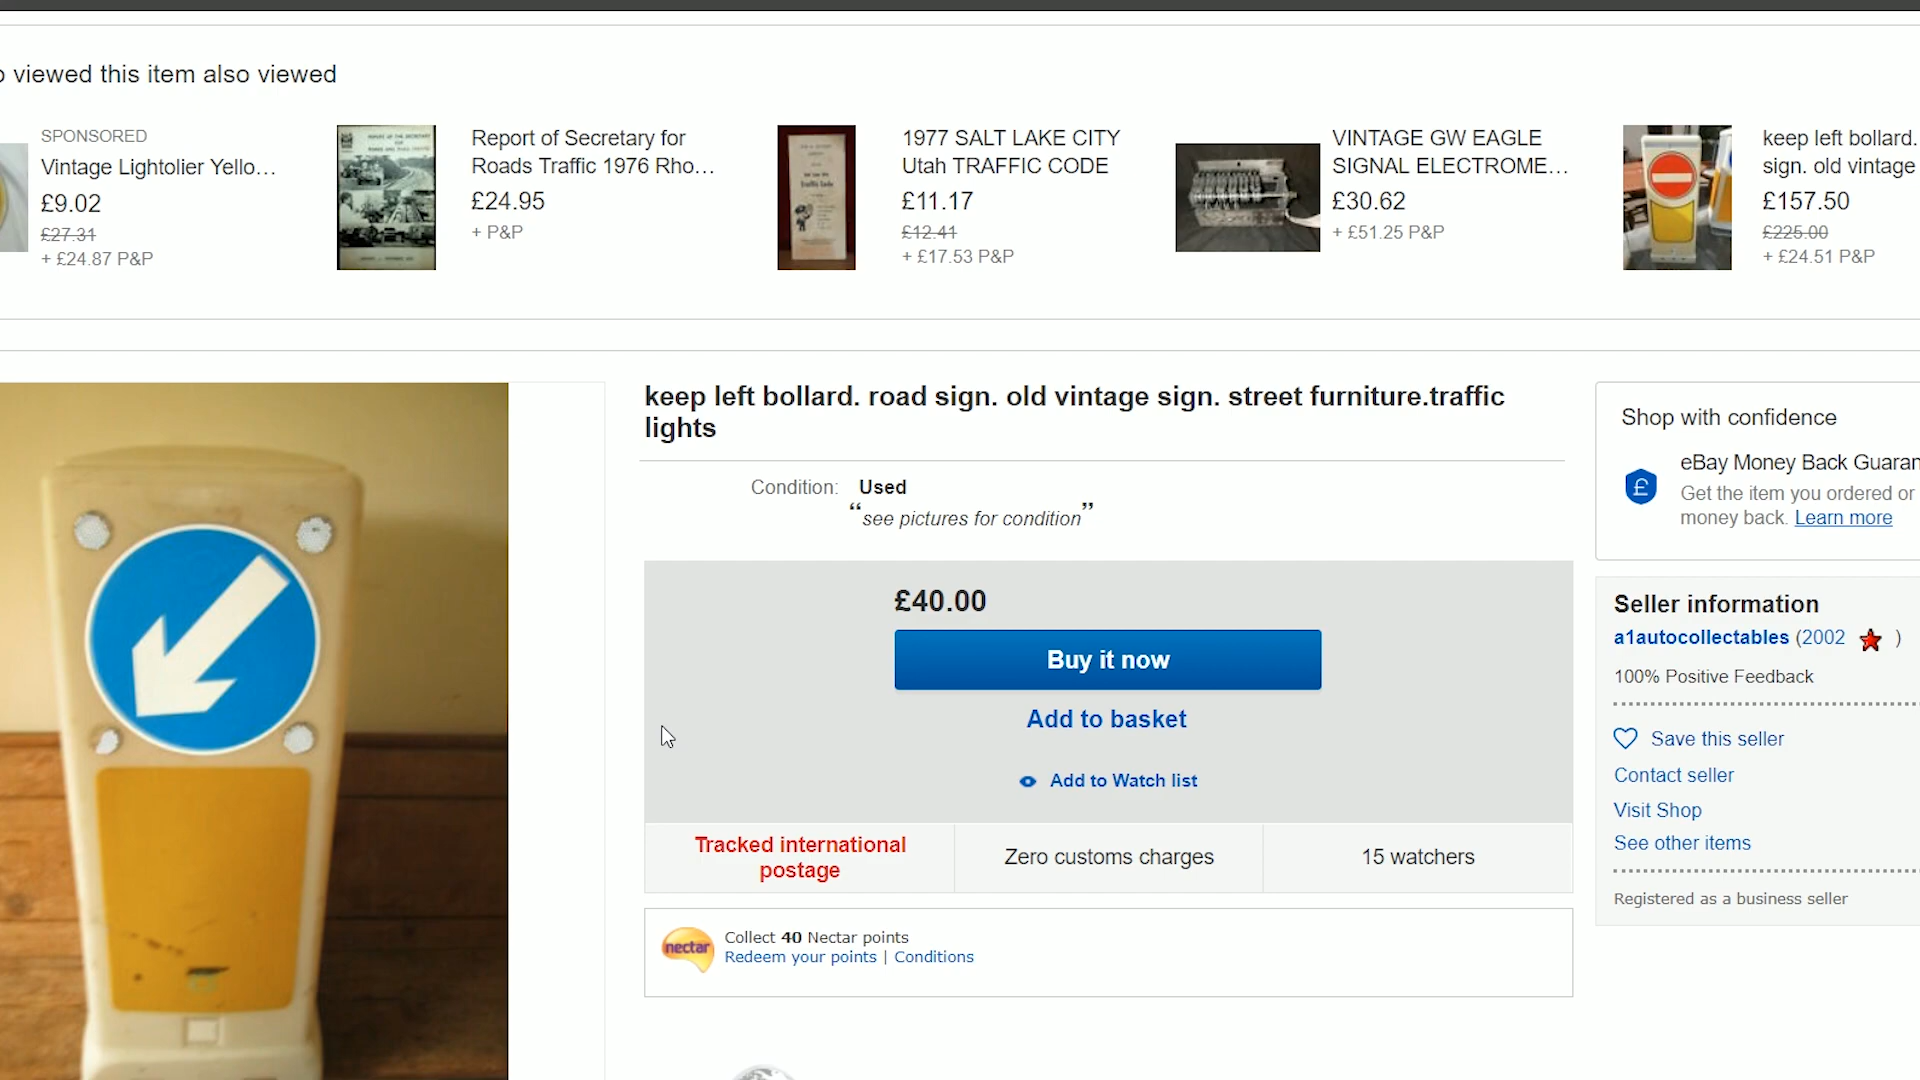 viewed this item also viewed
SPONSORED
Vintage Lightolier Yello...
£9.02
£27.31
+ £24.87 P&P
Report of Secretary for
Roads Traffic 1976 Rho...
£24.95
+ P&P
1977 SALT LAKE CITY
Utah TRAFFIC CODE
£11.17
£12.41
+ £17.53 P&P
VINTAGE GW EAGLE
SIGNAL ELECTROME...
£30.62
+ £51.25 P&P
keep left bollard.
sign. old vintage
£157.50
£225.00
+ £24.51 P&P
keep left bollard. road sign. old vintage sign. street furniture.traffic
lights
Condition: Used
“see pictures for condition”
£40.00
Buy it now
Add to basket
Add to Watch list
Tracked international
postage
Zero customs charges
15 watchers
nectar
Collect 40 Nectar points
Redeem your points | Conditions
Shop with confidence
eBay Money Back Guaran
£
Get the item you ordered or
money back. Learn more
Seller information
a1autocollectables (2002 )
100% Positive Feedback
Save this seller
Contact seller
Visit Shop
See other items
Registered as a business seller